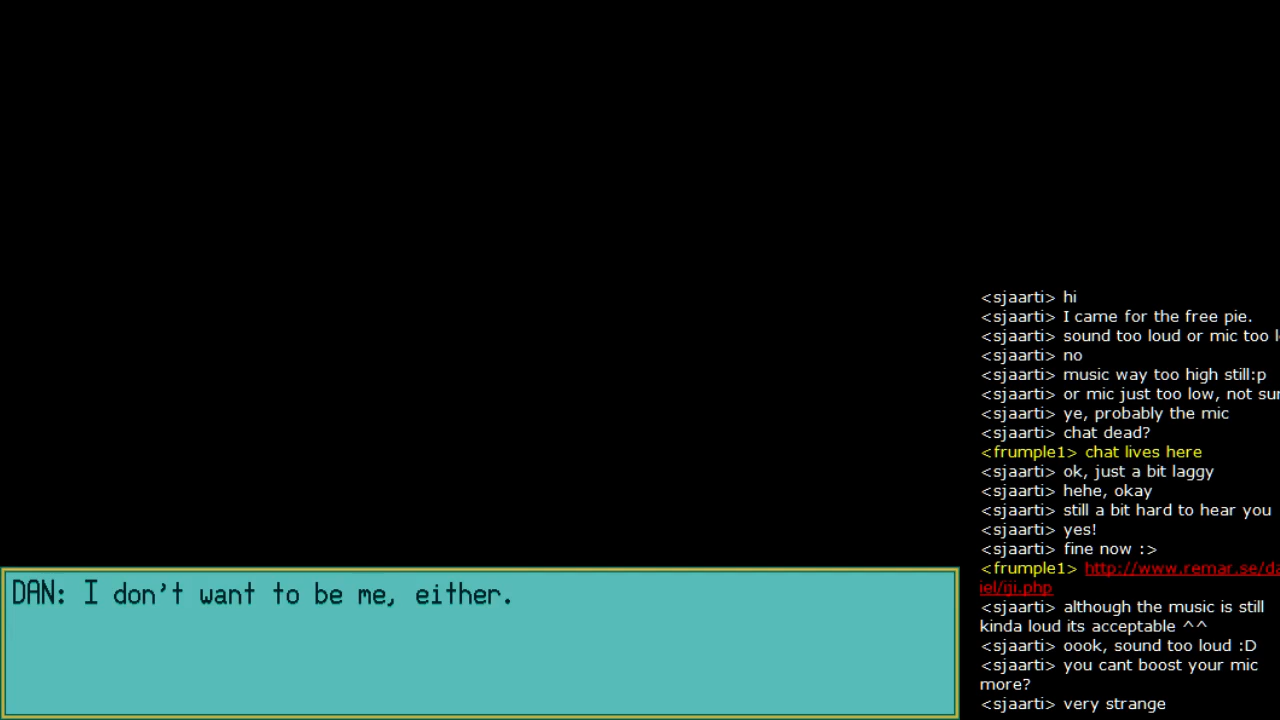 <sjaarti> hi
<sjaarti> I came for the free pie.
<sjaarti> sound too loud or mic too
<sjaarti> no
<sjaarti> music way too high still:p
<sjaarti> or mic just too low, not
<sjaarti> ye, probably the mic
<sjaarti> chat dead?
<frumple1> chat lives here
<sjaarti> ok, just a bit laggy
<sjaarti> hehe, okay
<sjaarti> still a bit hard to hear you
<sjaarti> yes!
<sjaarti> fine now :>
<frumple1> http://www.remar.se/da
iel/iji.php
<sjaarti> although the music is still
kinda loud its acceptable ^^
<sjaarti> oook, sound too loud :D
<sjaarti> you cant boost your mic
more?
<sjaarti> very strange
DAN: I don't want to be me, either.